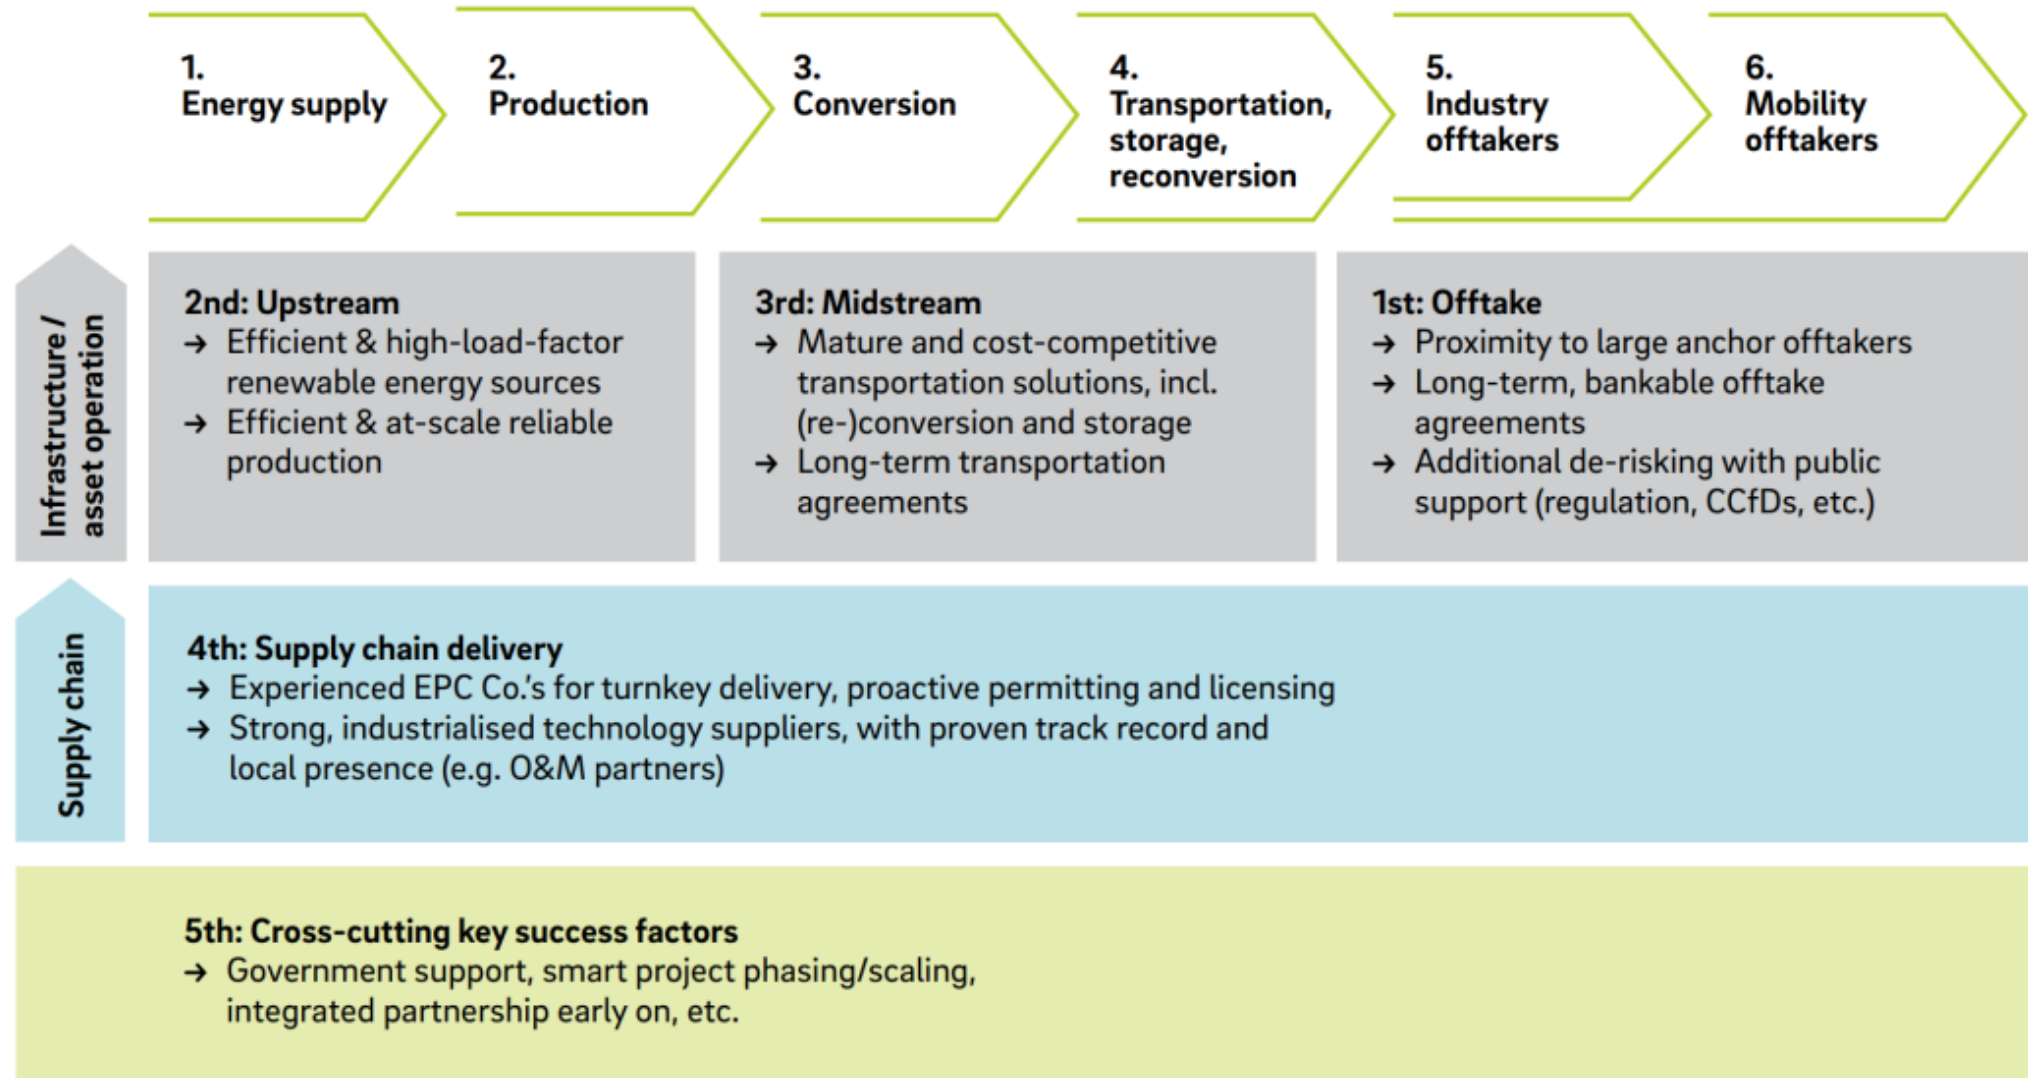 1.
Energy supply
2.
Production
3.
Conversion
4.
Transportation,
storage,
reconversion
5.
Industry
offtakers
6.
Mobility
offtakers
Infrastructure /
asset operation
2nd: Upstream
→ Efficient & high-load-factor
renewable energy sources
→ Efficient & at-scale reliable
production
3rd: Midstream
→ Mature and cost-competitive
transportation solutions, incl.
(re-)conversion and storage
→ Long-term transportation
agreements
1st: Offtake
→ Proximity to large anchor offtakers
→ Long-term, bankable offtake
agreements
→ Additional de-risking with public
support (regulation, CCfDs, etc.)
Supply chain
4th: Supply chain delivery
→ Experienced EPC Co.'s for turnkey delivery, proactive permitting and licensing
→ Strong, industrialised technology suppliers, with proven track record and
local presence (e.g. O&M partners)
5th: Cross-cutting key success factors
→ Government support, smart project phasing/scaling,
integrated partnership early on, etc.